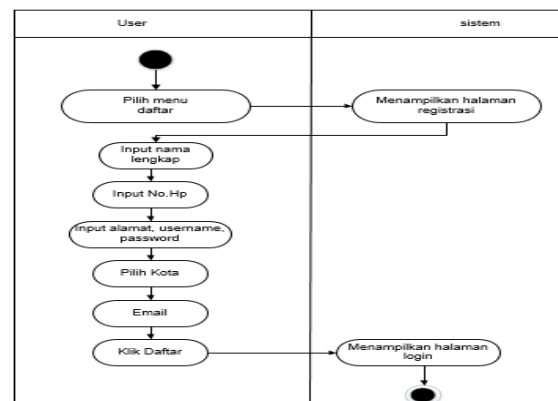 User
sistem
Pilih menu
daftar
Menampilkan halaman
registrasi
Input nama
lengkap
Input No.Hp
Input alamat, username,
password
Pilih Kota
Email
Klik Daftar
Menampilkan halaman
login